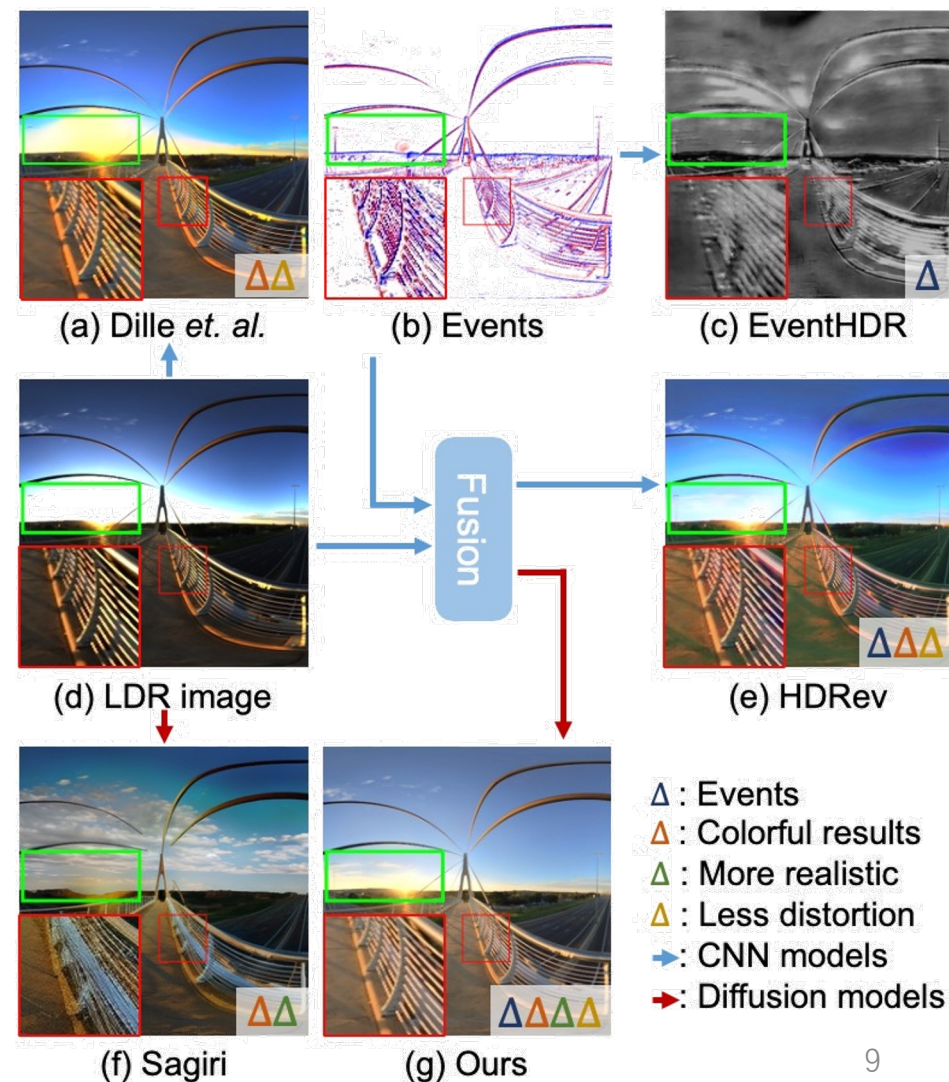 (a) Dille et. al.
(b) Events
(c) EventHDR
Fusion
(d) LDR image
(e) HDRev
(f) Sagiri
(g) Ours
Δ : Events
Δ : Colorful results
Δ : More realistic
Δ : Less distortion
: CNN models
: Diffusion models
9